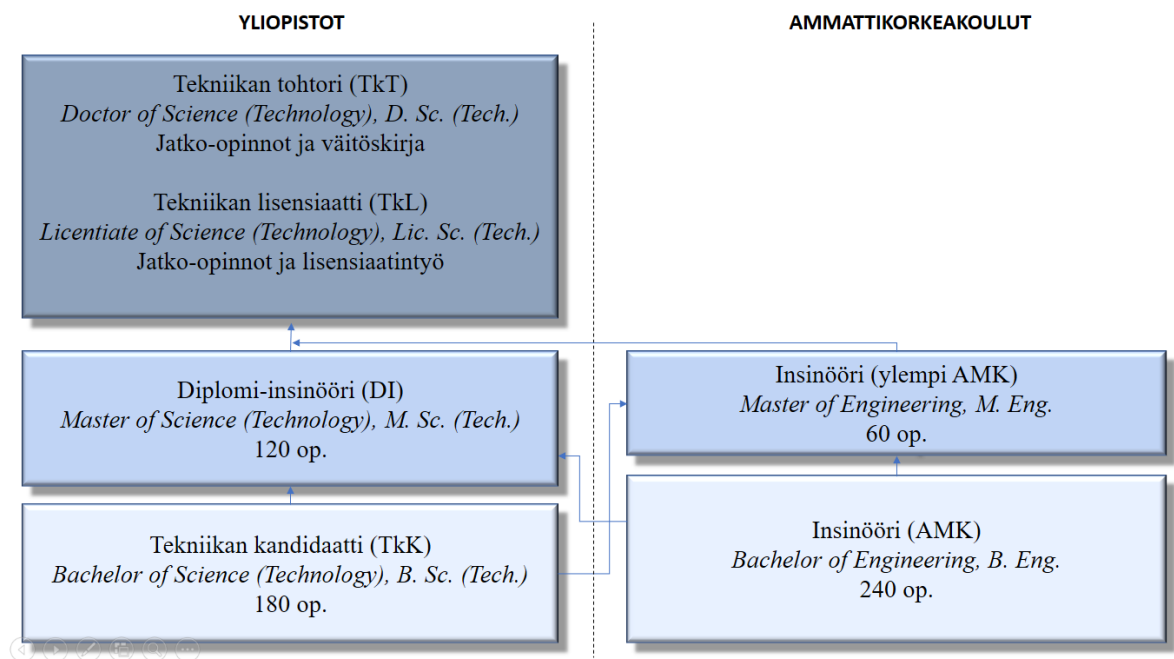 YLIOPISTOT
AMMATTIKORKEAKOULUT
Tekniikan tohtori (TkT)
Doctor of Science (Technology), D. Sc. (Tech.)
Jatko-opinnot ja väitöskirja
Tekniikan lisensiaatti (TkL)
Licentiate of Science (Technology), Lic. Sc. (Tech.)
Jatko-opinnot ja lisensiaatintyö
Diplomi-insinööri (DI)
Master of Science (Technology), M. Sc. (Tech.)
120 op.
Insinööri (ylempi AMK)
Master of Engineering, M. Eng.
60 op.
Tekniikan kandidaatti (TkK)
Bachelor of Science (Technology), B. Sc. (Tech.)
180 op.
Insinööri (AMK)
Bachelor of Engineering, B. Eng.
240 op.